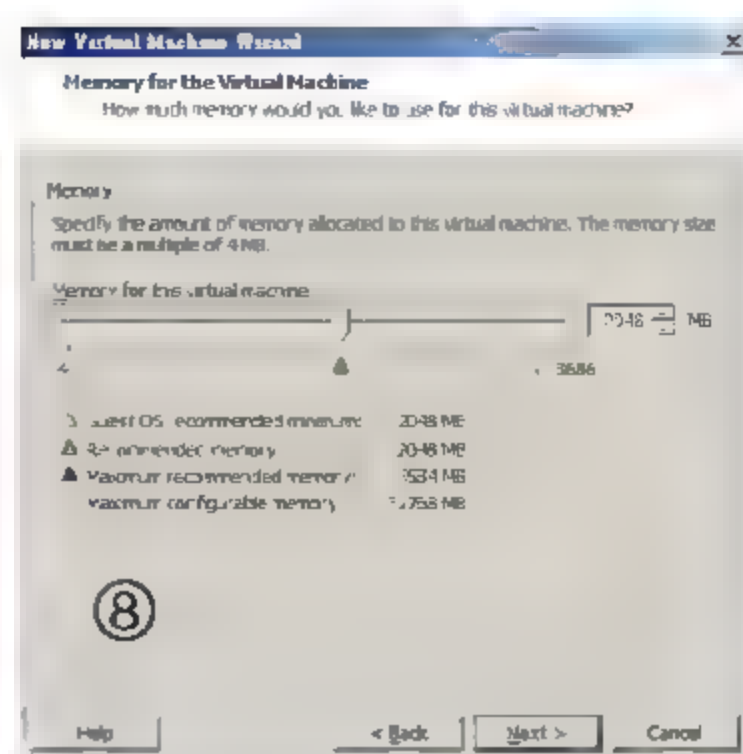 New Virtual Machine Wizard
Memory for the Virtual Machine
How much memory would you like to use for this virtual machine?
Memory
Specify the amount of memory allocated to this virtual machine. The memory size
must be a multiple of 4 MB.
Memory for this virtual machine
2048 MB
4 3686
Guest OS recommended minimum 2048 MB
Recommended memory 2048 MB
Maximum recommended memory MB
Maximum configurable memory MB
⑧
Help < Back Next > Cancel